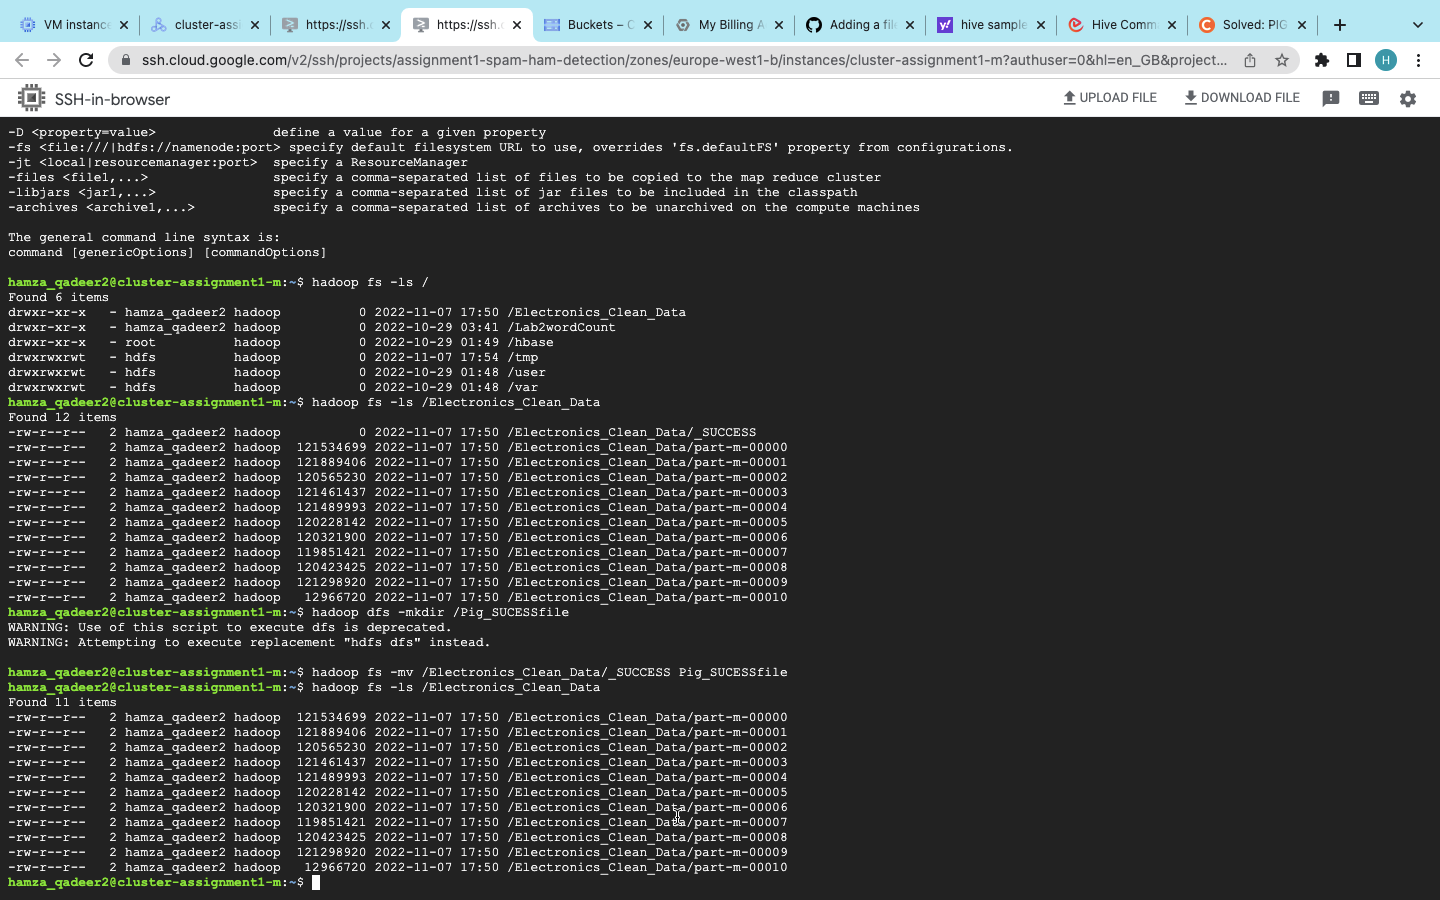 VM instance
cluster-assi
https://ssh.c
https://ssh.c
Buckets – C
My Billing A
Adding a file
hive sample
Hive Comm
Solved: PIG
ssh.cloud.google.com/v2/ssh/projects/assignment1-spam-ham-detection/zones/europe-west1-b/instances/cluster-assignment1-m?authuser=0&hl=en_GB&project...
H
SSH-in-browser
UPLOAD FILE
DOWNLOAD FILE
-D <property=value>               define a value for a given property
-fs <file:///|hdfs://namenode:port> specify default filesystem URL to use, overrides 'fs.defaultFS' property from configurations.
-jt <local|resourcemanager:port>  specify a ResourceManager
-files <file1,...>                specify a comma-separated list of files to be copied to the map reduce cluster
-libjars <jar1,...>               specify a comma-separated list of jar files to be included in the classpath
-archives <archive1,...>          specify a comma-separated list of archives to be unarchived on the compute machines
The general command line syntax is:
command [genericOptions] [commandOptions]
hamza_qadeer2@cluster-assignment1-m:~$ hadoop fs -ls /
Found 6 items
drwxr-xr-x   - hamza_qadeer2 hadoop          0 2022-11-07 17:50 /Electronics_Clean_Data
drwxr-xr-x   - hamza_qadeer2 hadoop          0 2022-10-29 03:41 /Lab2wordCount
drwxr-xr-x   - root          hadoop          0 2022-10-29 01:49 /hbase
drwxrwxrwt   - hdfs          hadoop          0 2022-11-07 17:54 /tmp
drwxrwxrwt   - hdfs          hadoop          0 2022-10-29 01:48 /user
drwxrwxrwt   - hdfs          hadoop          0 2022-10-29 01:48 /var
hamza_qadeer2@cluster-assignment1-m:~$ hadoop fs -ls /Electronics_Clean_Data
Found 12 items
-rw-r--r--   2 hamza_qadeer2 hadoop          0 2022-11-07 17:50 /Electronics_Clean_Data/_SUCCESS
-rw-r--r--   2 hamza_qadeer2 hadoop  121534699 2022-11-07 17:50 /Electronics_Clean_Data/part-m-00000
-rw-r--r--   2 hamza_qadeer2 hadoop  121889406 2022-11-07 17:50 /Electronics_Clean_Data/part-m-00001
-rw-r--r--   2 hamza_qadeer2 hadoop  120565230 2022-11-07 17:50 /Electronics_Clean_Data/part-m-00002
-rw-r--r--   2 hamza_qadeer2 hadoop  121461437 2022-11-07 17:50 /Electronics_Clean_Data/part-m-00003
-rw-r--r--   2 hamza_qadeer2 hadoop  121489993 2022-11-07 17:50 /Electronics_Clean_Data/part-m-00004
-rw-r--r--   2 hamza_qadeer2 hadoop  120228142 2022-11-07 17:50 /Electronics_Clean_Data/part-m-00005
-rw-r--r--   2 hamza_qadeer2 hadoop  120321900 2022-11-07 17:50 /Electronics_Clean_Data/part-m-00006
-rw-r--r--   2 hamza_qadeer2 hadoop  119851421 2022-11-07 17:50 /Electronics_Clean_Data/part-m-00007
-rw-r--r--   2 hamza_qadeer2 hadoop  120423425 2022-11-07 17:50 /Electronics_Clean_Data/part-m-00008
-rw-r--r--   2 hamza_qadeer2 hadoop  121298920 2022-11-07 17:50 /Electronics_Clean_Data/part-m-00009
-rw-r--r--   2 hamza_qadeer2 hadoop   12966720 2022-11-07 17:50 /Electronics_Clean_Data/part-m-00010
hamza_qadeer2@cluster-assignment1-m:~$ hadoop dfs -mkdir /Pig_SUCESSfile
WARNING: Use of this script to execute dfs is deprecated.
WARNING: Attempting to execute replacement "hdfs dfs" instead.
hamza_qadeer2@cluster-assignment1-m:~$ hadoop fs -mv /Electronics_Clean_Data/_SUCCESS Pig_SUCESSfile
hamza_qadeer2@cluster-assignment1-m:~$ hadoop fs -ls /Electronics_Clean_Data
Found 11 items
-rw-r--r--   2 hamza_qadeer2 hadoop  121534699 2022-11-07 17:50 /Electronics_Clean_Data/part-m-00000
-rw-r--r--   2 hamza_qadeer2 hadoop  121889406 2022-11-07 17:50 /Electronics_Clean_Data/part-m-00001
-rw-r--r--   2 hamza_qadeer2 hadoop  120565230 2022-11-07 17:50 /Electronics_Clean_Data/part-m-00002
-rw-r--r--   2 hamza_qadeer2 hadoop  121461437 2022-11-07 17:50 /Electronics_Clean_Data/part-m-00003
-rw-r--r--   2 hamza_qadeer2 hadoop  121489993 2022-11-07 17:50 /Electronics_Clean_Data/part-m-00004
-rw-r--r--   2 hamza_qadeer2 hadoop  120228142 2022-11-07 17:50 /Electronics_Clean_Data/part-m-00005
-rw-r--r--   2 hamza_qadeer2 hadoop  120321900 2022-11-07 17:50 /Electronics_Clean_Data/part-m-00006
-rw-r--r--   2 hamza_qadeer2 hadoop  119851421 2022-11-07 17:50 /Electronics_Clean_Data/part-m-00007
-rw-r--r--   2 hamza_qadeer2 hadoop  120423425 2022-11-07 17:50 /Electronics_Clean_Data/part-m-00008
-rw-r--r--   2 hamza_qadeer2 hadoop  121298920 2022-11-07 17:50 /Electronics_Clean_Data/part-m-00009
-rw-r--r--   2 hamza_qadeer2 hadoop   12966720 2022-11-07 17:50 /Electronics_Clean_Data/part-m-00010
hamza_qadeer2@cluster-assignment1-m:~$